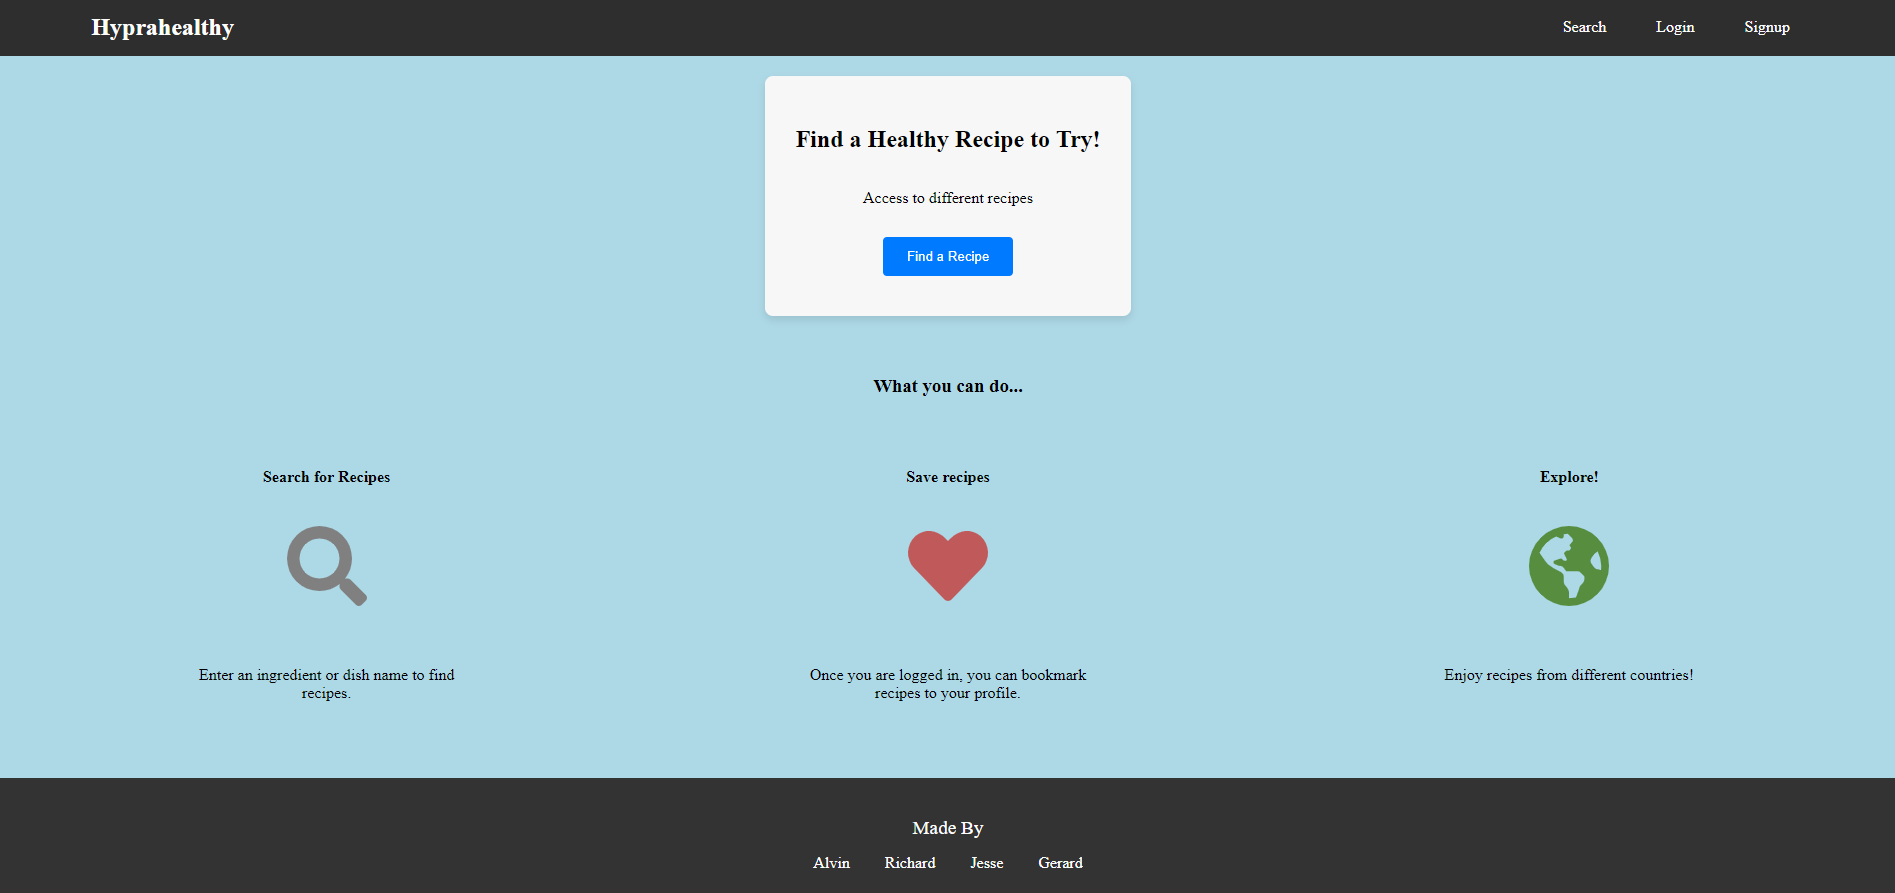 Hyprahealthy
Search Login Signup
Find a Healthy Recipe to Try!
Access to different recipes
Find a Recipe
What you can do...
Search for Recipes
Enter an ingredient or dish name to find
recipes.
Save recipes
Once you are logged in, you can bookmark
recipes to your profile.
Explore!
Enjoy recipes from different countries!
Made By
Alvin Richard Jesse Gerard